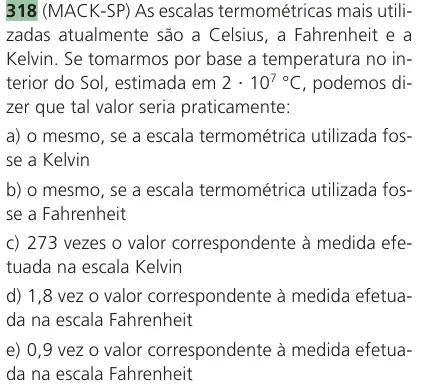 318 (MACK-SP) As escalas termométricas mais utili-
zadas atualmente são a Celsius, a Fahrenheit e a
Kelvin. Se tomarmos por base a temperatura no in-
terior do Sol, estimada em 2 · 10⁷ °C, podemos di-
zer que tal valor seria praticamente:
a) o mesmo, se a escala termométrica utilizada fos-
se a Kelvin
b) o mesmo, se a escala termométrica utilizada fos-
se a Fahrenheit
c) 273 vezes o valor correspondente à medida efe-
tuada na escala Kelvin
d) 1,8 vez o valor correspondente à medida efetua-
da na escala Fahrenheit
e) 0,9 vez o valor correspondente à medida efetua-
da na escala Fahrenheit